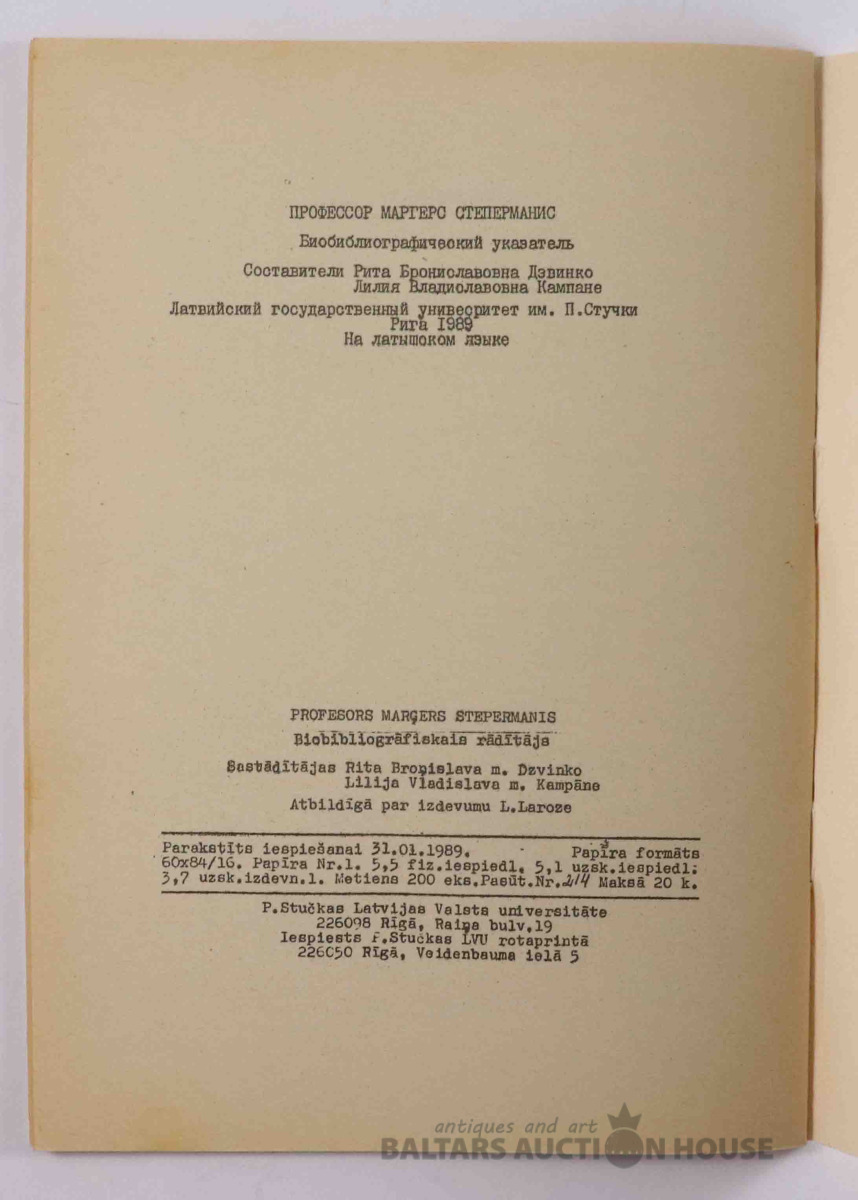 ПРОФЕССОР МАРГЕРС СТЕПЕРМАНИС
Биобиблиографический указатель
Составители Рита Брониславовна Дзвинко
Лилия Владиславовна Кампане
Латвийский государственный университет им. П.Стучки
Рига 1989
На латышском языке
PROFESORS MARĢERS STEPERMANIS
Biobibliogrāfiskais rādītājs
Sastādītājas Rita Broņislava m. Dzvinko
Lilija Vladislava m. Kampāne
Atbildīgā par izdevumu L.Laroze
Parakstīts iespiešanai 31.01.1989. Papīra formāts
60x84/16. Papīra Nr.1. 5,5 fiz.iespiedl. 5,1 uzsk.iespiedl.
3,7 uzsk.izdevn.l. Metiens 200 eks.Pasūt.Nr.214 Maksā 20 k.
P.Stučkas Latvijas Valsts universitāte
226098 Rīgā, Raiņa bulv.19
Iespiests P.Stučkas LVU rotaprintā
226050 Rīgā, Veidenbauma ielā 5
antiques and art
BALTARS AUCTION HOUSE